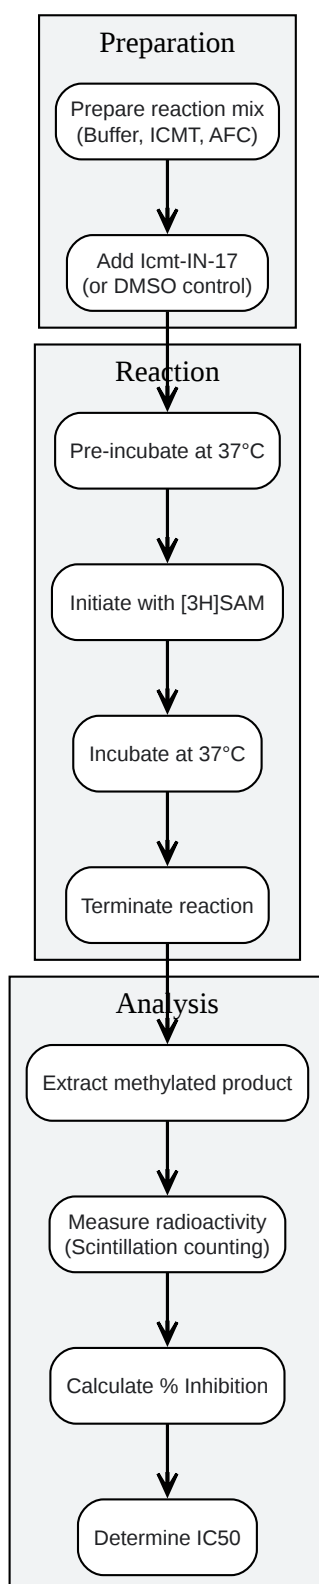 Preparation
Prepare reaction mix
(Buffer, ICMT, AFC)
Add Icmt-IN-17
(or DMSO control)
Reaction
Pre-incubate at 37°C
Initiate with [3H]SAM
Incubate at 37°C
Terminate reaction
Analysis
Extract methylated product
Measure radioactivity
(Scintillation counting)
Calculate % Inhibition
Determine IC50